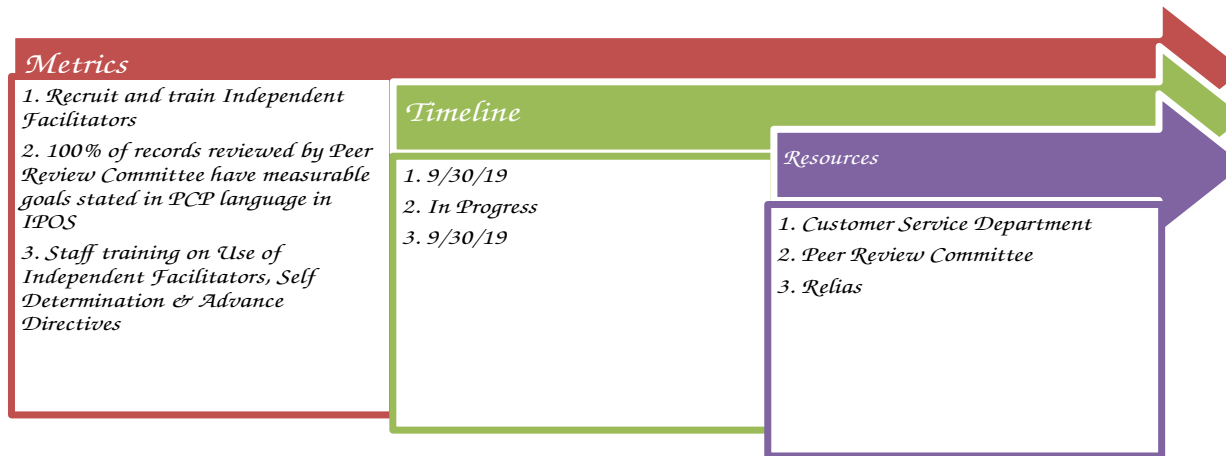 Metrics
1. Recruit and train Independent
Facilitators
2. 100% of records reviewed by Peer
Review Committee have measurable
goals stated in PCP language in
IPOS
3. Staff training on Use of
Independent Facilitators, Self
Determination & Advance
Directives
Timeline
1. 9/30/19
2. In Progress
3. 9/30/19
Resources
1. Customer Service Department
2. Peer Review Committee
3. Relias